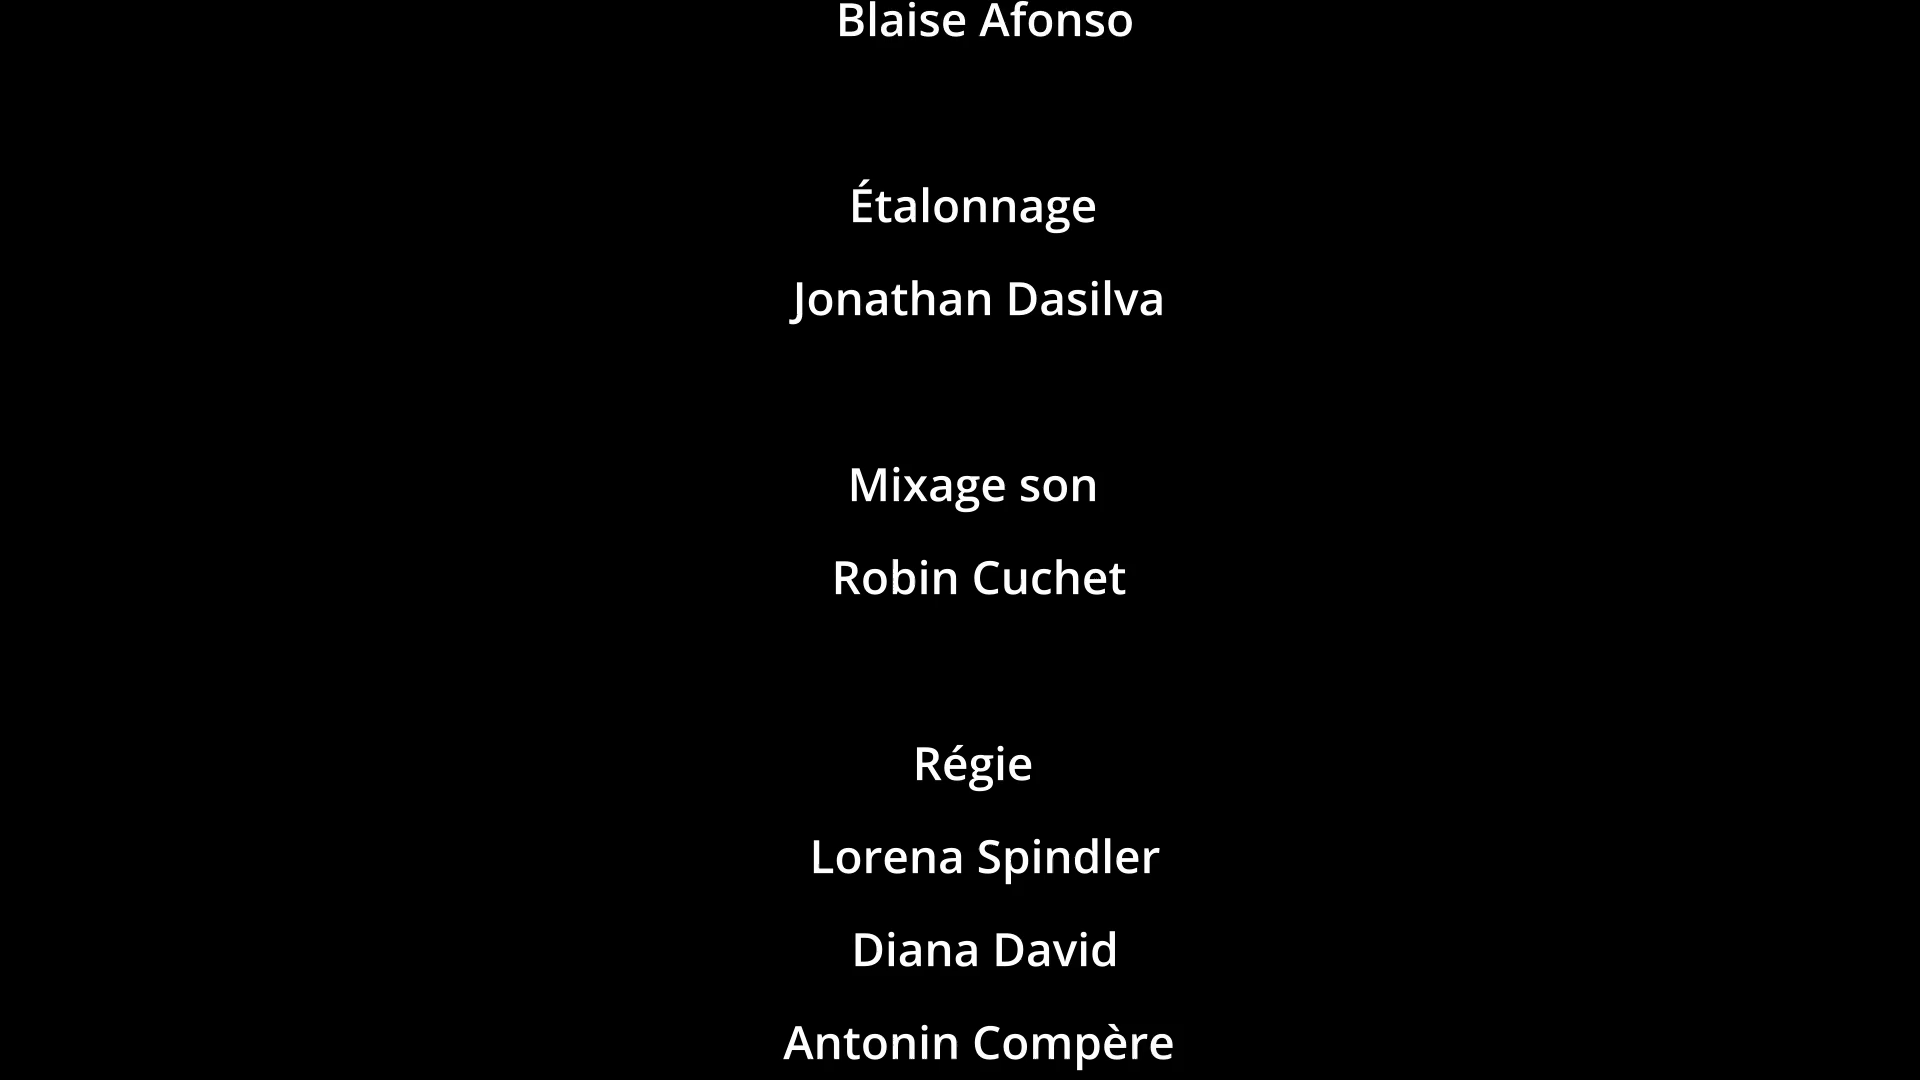 Blaise Afonso
Étalonnage
Jonathan Dasilva
Mixage son
Robin Cuchet
Régie
Lorena Spindler
Diana David
Antonin Compère